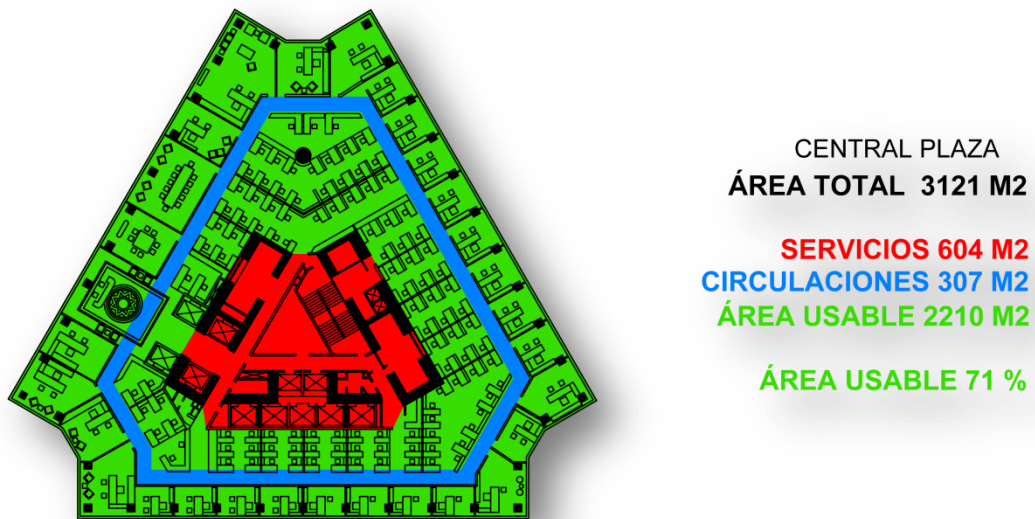 CENTRAL PLAZA
ÁREA TOTAL 3121 M2
SERVICIOS 604 M2
CIRCULACIONES 307 M2
ÁREA USABLE 2210 M2
ÁREA USABLE 71 %